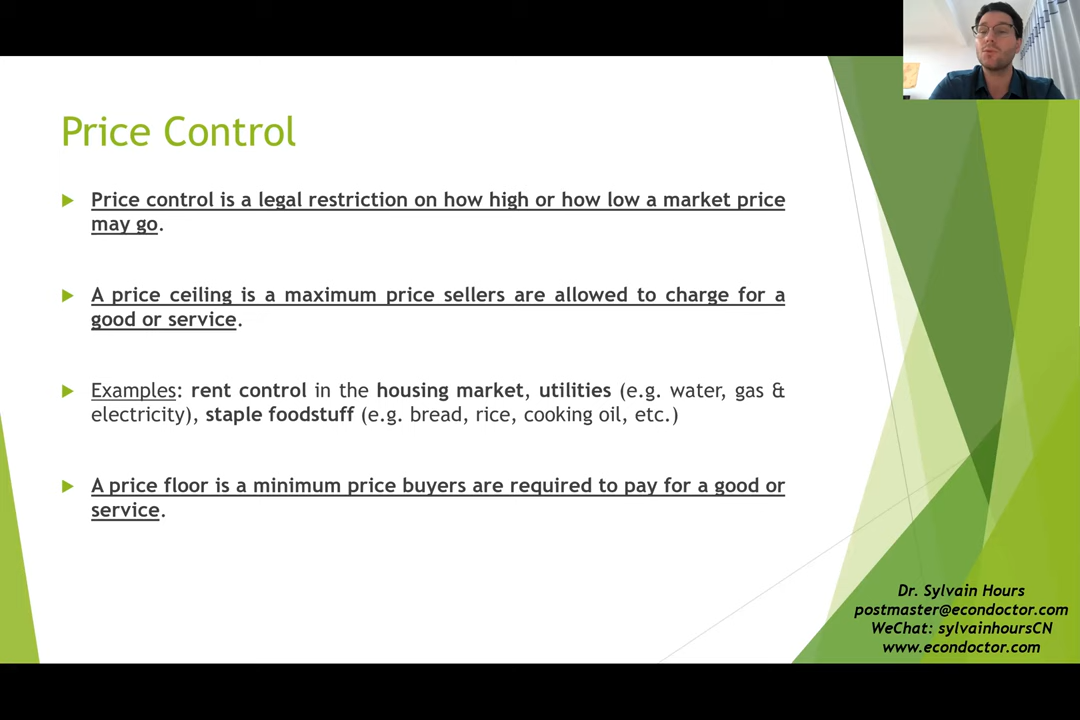 Price Control
Price control is a legal restriction on how high or how low a market price
may go.
A price ceiling is a maximum price sellers are allowed to charge for a
good or service.
Examples: rent control in the housing market, utilities (e.g. water, gas &
electricity), staple foodstuff (e.g. bread, rice, cooking oil, etc.)
A price floor is a minimum price buyers are required to pay for a good or
service.
Dr. Sylvain Hours
postmaster@econdoctor.com
WeChat: sylvainhoursCN
www.econdoctor.com